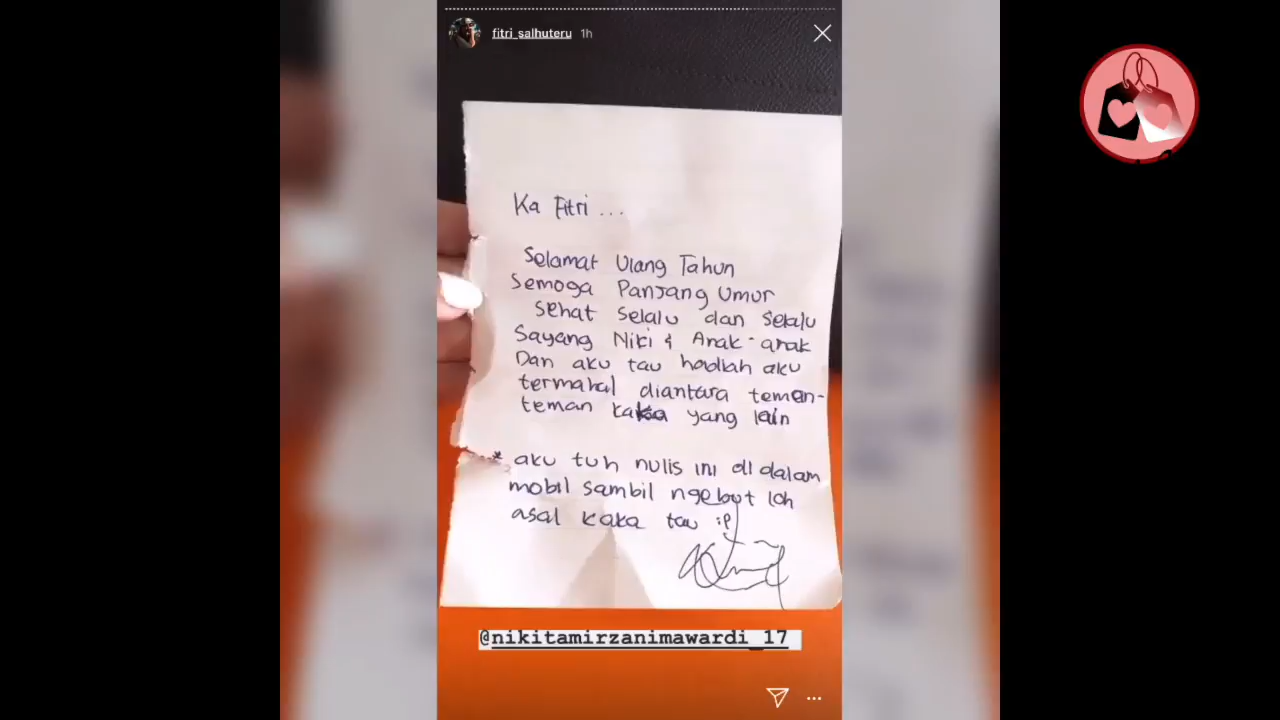 fitri_salhuteru 1h
Ka Fitri ...
Selamat Ulang Tahun
Semoga Panjang Umur
Sehat Selalu dan Selalu
Sayang Niki & Anak-anak
Dan aku tau hadiah aku
termahal diantara teman-
teman kaka yang lain
* aku tuh nulis ini di dalam
mobil sambil ngebut loh
asal kaka tau :p
@nikitamirzanimawardi_17